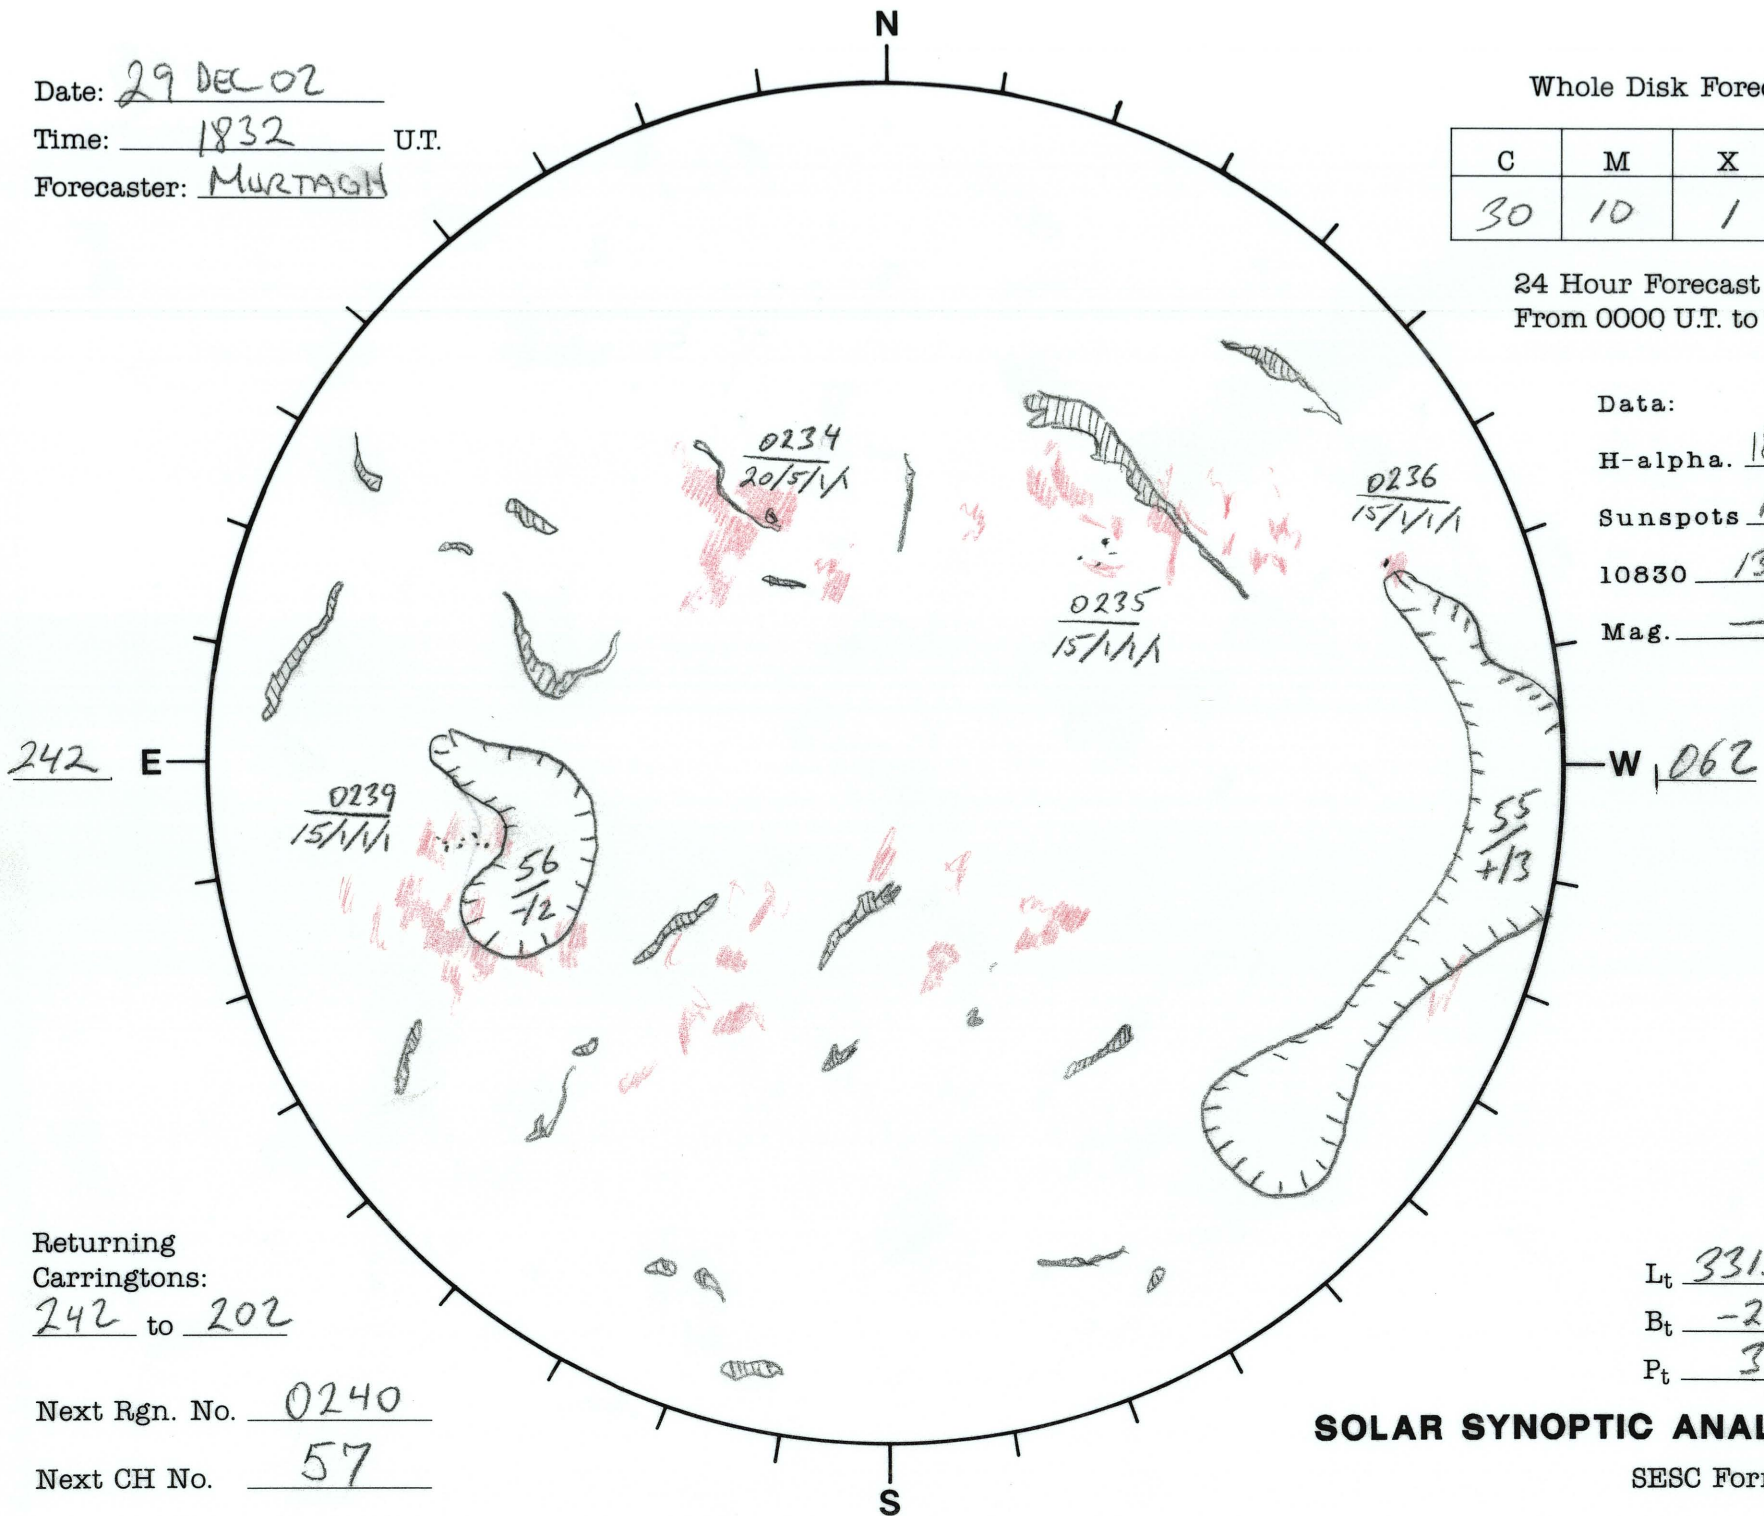 N
Date: 29 DEC 02
Time: 1832 U.T.
Forecaster: MURTAGH
Whole Disk Fore
C M X
30 10 1
24 Hour Forecast
From 0000 U.T. to
Data:
H-alpha.
Sunspots
10830 13
Mag. —
0234
20/5/1/1
0236
15/1/1/1
0235
15/1/1/1
242 E
W 062
0239
15/1/1/1
56
-12
55
+13
Returning
Carringtons:
242 to 202
Next Rgn. No. 0240
Next CH No. 57
Lt 331.
Bt -2
Pt 3
SOLAR SYNOPTIC ANAL
SESC For
S